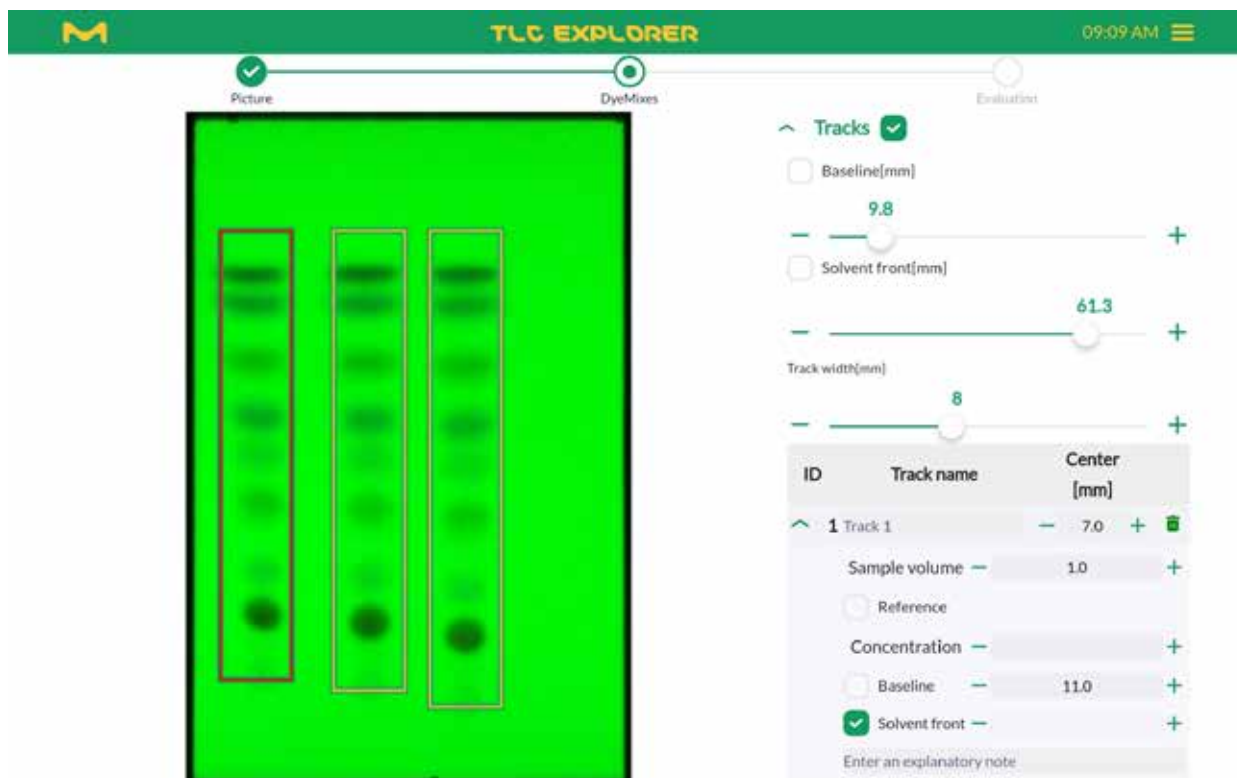 TLC EXPLORER
09:09 AM
Picture
DyeMixes
Evaluation
Tracks
Baseline[mm]
9.8
Solvent front[mm]
61.3
Track width[mm]
8
ID Track name Center
[mm]
1 Track 1 − 7.0 +
Sample volume − 1.0 +
Reference
Concentration − +
Baseline − 11.0 +
Solvent front − +
Enter an explanatory note